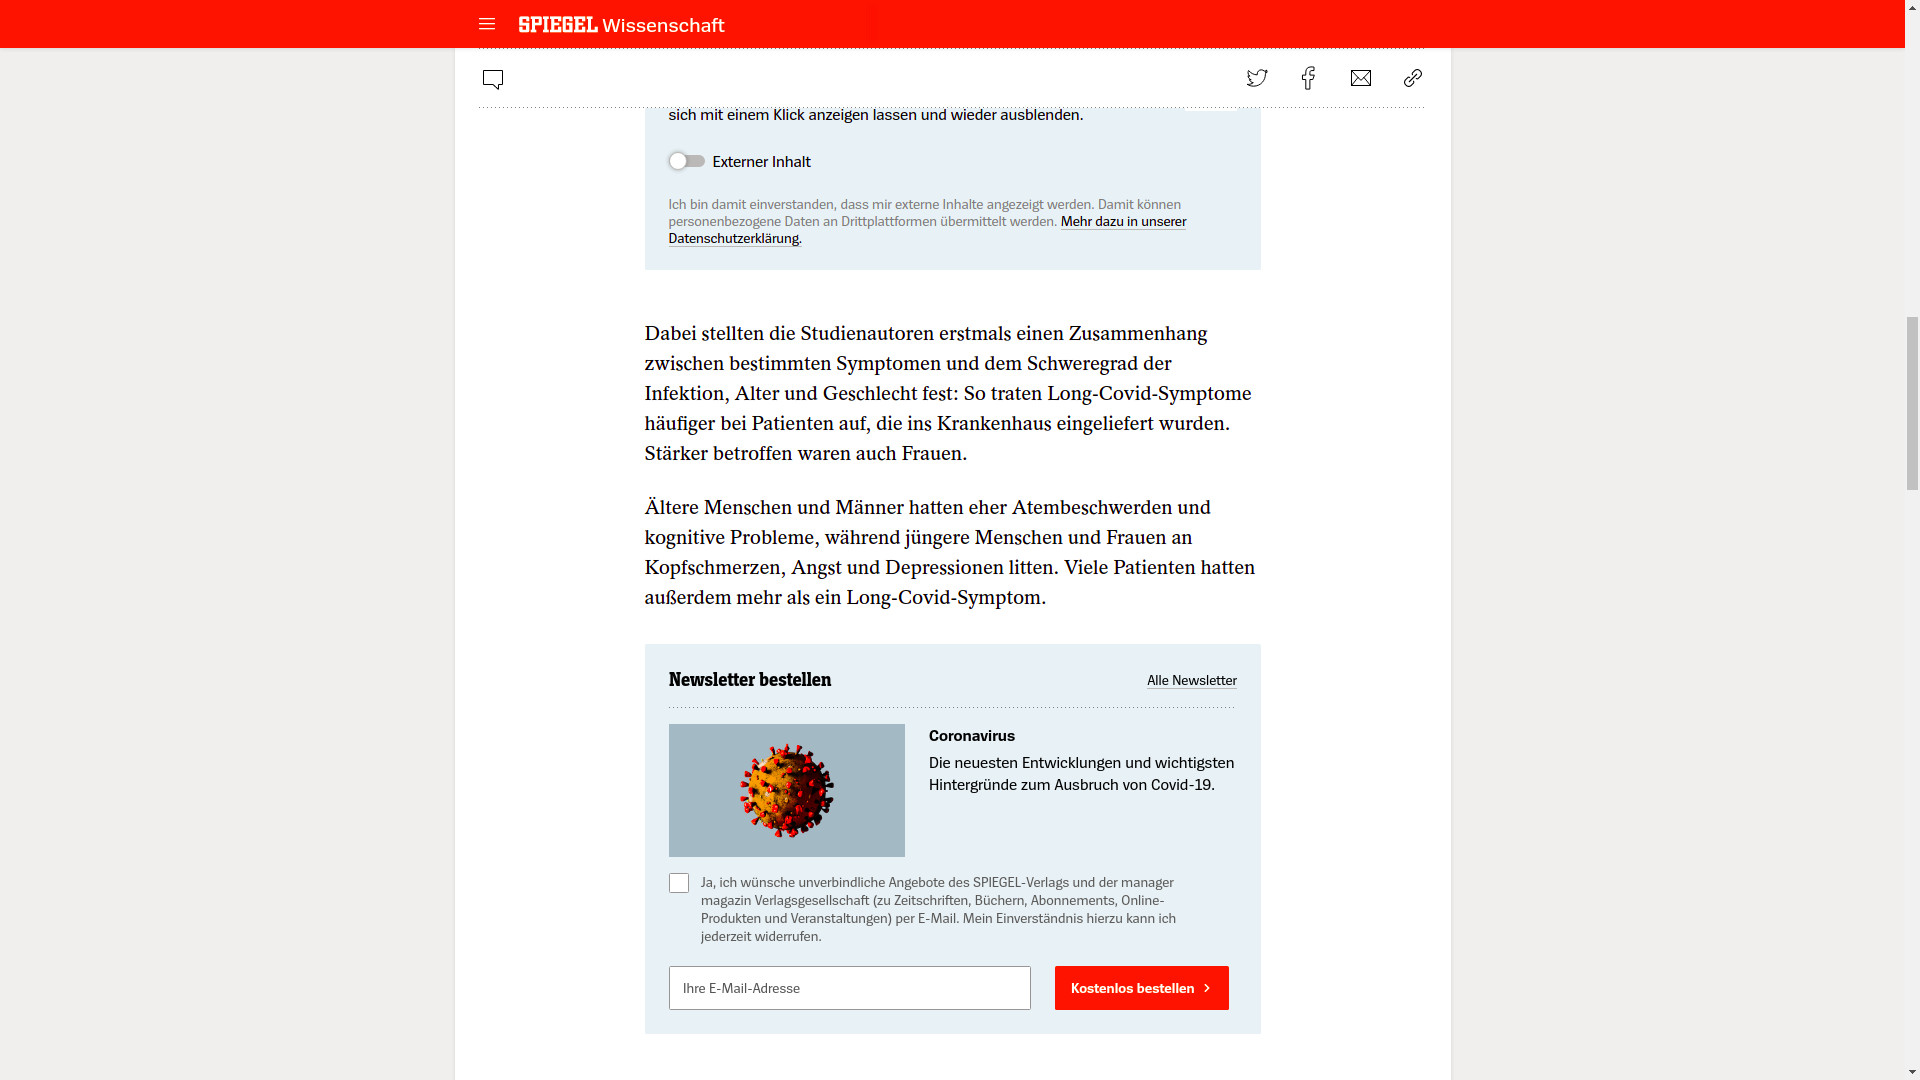 SPIEGEL Wissenschaft
sich mit einem Klick anzeigen lassen und wieder ausblenden.
Externer Inhalt
Ich bin damit einverstanden, dass mir externe Inhalte angezeigt werden. Damit können
personenbezogene Daten an Drittplattformen übermittelt werden. Mehr dazu in unserer
Datenschutzerklärung.
Dabei stellten die Studienautoren erstmals einen Zusammenhang
zwischen bestimmten Symptomen und dem Schweregrad der
Infektion, Alter und Geschlecht fest: So traten Long-Covid-Symptome
häufiger bei Patienten auf, die ins Krankenhaus eingeliefert wurden.
Stärker betroffen waren auch Frauen.
Ältere Menschen und Männer hatten eher Atembeschwerden und
kognitive Probleme, während jüngere Menschen und Frauen an
Kopfschmerzen, Angst und Depressionen litten. Viele Patienten hatten
außerdem mehr als ein Long-Covid-Symptom.
Newsletter bestellen
Alle Newsletter
Coronavirus
Die neuesten Entwicklungen und wichtigsten
Hintergründe zum Ausbruch von Covid-19.
Ja, ich wünsche unverbindliche Angebote des SPIEGEL-Verlags und der manager
magazin Verlagsgesellschaft (zu Zeitschriften, Büchern, Abonnements, Online-
Produkten und Veranstaltungen) per E-Mail. Mein Einverständnis hierzu kann ich
jederzeit widerrufen.
Ihre E-Mail-Adresse
Kostenlos bestellen